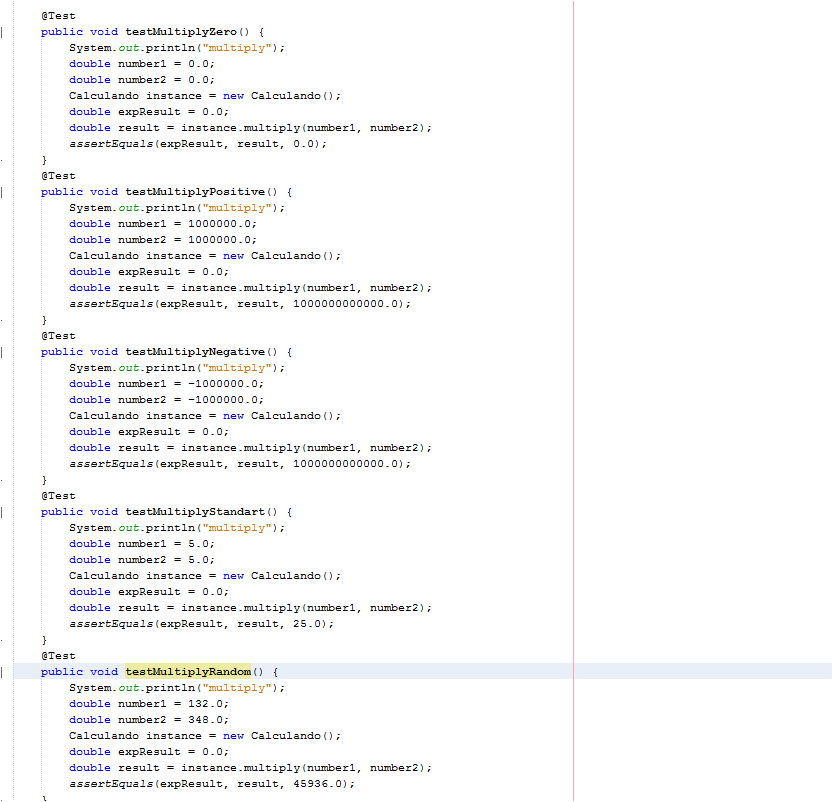 @Test
public void testMultiplyZero() {
System.out.println("multiply");
double number1 = 0.0;
double number2 = 0.0;
Calculando instance = new Calculando();
double expResult = 0.0;
double result = instance.multiply(number1, number2);
assertEquals(expResult, result, 0.0);
}
@Test
public void testMultiplyPositive() {
System.out.println("multiply");
double number1 = 1000000.0;
double number2 = 1000000.0;
Calculando instance = new Calculando();
double expResult = 0.0;
double result = instance.multiply(number1, number2);
assertEquals(expResult, result, 1000000000000.0);
}
@Test
public void testMultiplyNegative() {
System.out.println("multiply");
double number1 = -1000000.0;
double number2 = -1000000.0;
Calculando instance = new Calculando();
double expResult = 0.0;
double result = instance.multiply(number1, number2);
assertEquals(expResult, result, 1000000000000.0);
}
@Test
public void testMultiplyStandart() {
System.out.println("multiply");
double number1 = 5.0;
double number2 = 5.0;
Calculando instance = new Calculando();
double expResult = 0.0;
double result = instance.multiply(number1, number2);
assertEquals(expResult, result, 25.0);
}
@Test
public void testMultiplyRandom() {
System.out.println("multiply");
double number1 = 132.0;
double number2 = 348.0;
Calculando instance = new Calculando();
double expResult = 0.0;
double result = instance.multiply(number1, number2);
assertEquals(expResult, result, 45936.0);
}